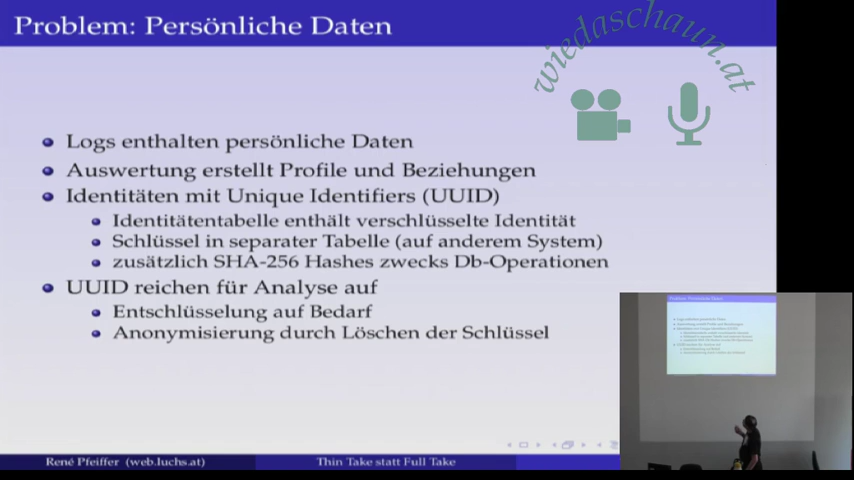 Problem: Persönliche Daten
wiedaschaun.at
Logs enthalten persönliche Daten
Auswertung erstellt Profile und Beziehungen
Identitäten mit Unique Identifiers (UUID)
Identitätentabelle enthält verschlüsselte Identität
Schlüssel in separater Tabelle (auf anderem System)
zusätzlich SHA-256 Hashes zwecks Db-Operationen
UUID reichen für Analyse auf
Entschlüsselung auf Bedarf
Anonymisierung durch Löschen der Schlüssel
René Pfeiffer (web.luchs.at)
Thin Take statt Full Take